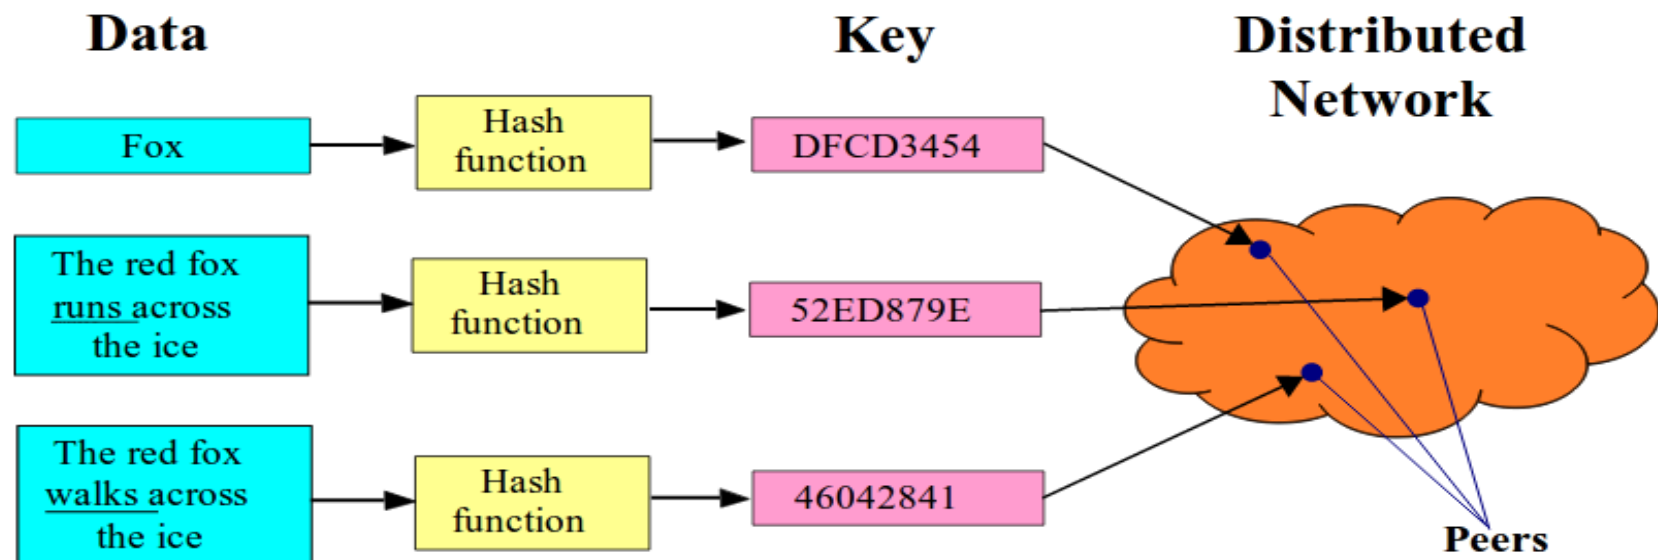 Data
Key
Distributed
Network
Fox
Hash
function
DFCD3454
The red fox
runs across
the ice
Hash
function
52ED879E
The red fox
walks across
the ice
Hash
function
46042841
Peers